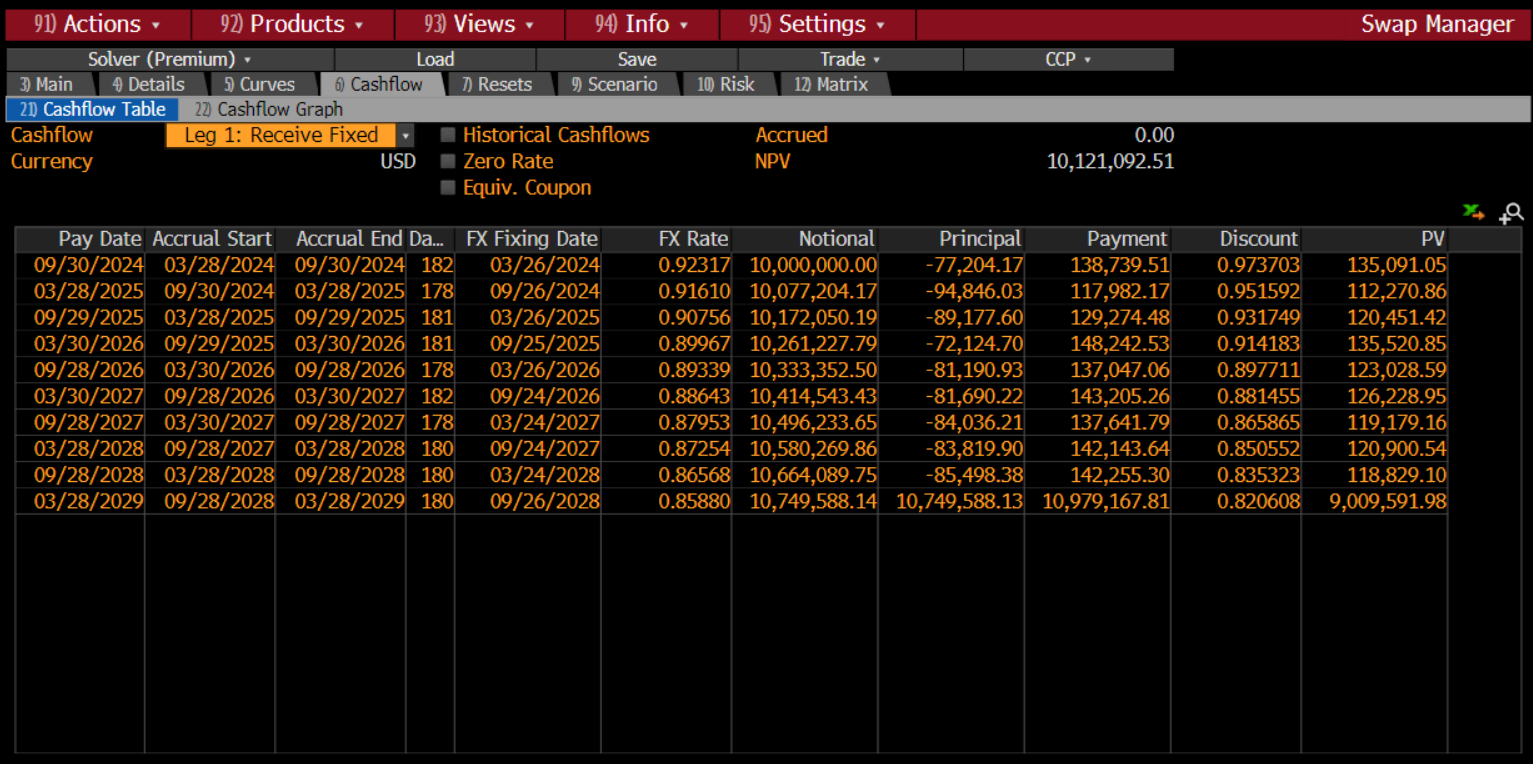 91) Actions 92) Products 93) Views 94) Info 95) Settings Swap Manager
Solver (Premium) Load Save Trade CCP
3) Main 4) Details 5) Curves 6) Cashflow 7) Resets 9) Scenario 10) Risk 12) Matrix
21) Cashflow Table 22) Cashflow Graph
Cashflow Leg 1: Receive Fixed Historical Cashflows Accrued 0.00
Currency USD Zero Rate NPV 10,121,092.51
Equiv. Coupon
Pay Date Accrual Start Accrual End Da... FX Fixing Date FX Rate Notional Principal Payment Discount PV
09/30/2024 03/28/2024 09/30/2024 182 03/26/2024 0.92317 10,000,000.00 -77,204.17 138,739.51 0.973703 135,091.05
03/28/2025 09/30/2024 03/28/2025 178 09/26/2024 0.91610 10,077,204.17 -94,846.03 117,982.17 0.951592 112,270.86
09/29/2025 03/28/2025 09/29/2025 181 03/26/2025 0.90756 10,172,050.19 -89,177.60 129,274.48 0.931749 120,451.42
03/30/2026 09/29/2025 03/30/2026 181 09/25/2025 0.89967 10,261,227.79 -72,124.70 148,242.53 0.914183 135,520.85
09/28/2026 03/30/2026 09/28/2026 178 03/26/2026 0.89339 10,333,352.50 -81,190.93 137,047.06 0.897711 123,028.59
03/30/2027 09/28/2026 03/30/2027 182 09/24/2026 0.88643 10,414,543.43 -81,690.22 143,205.26 0.881455 126,228.95
09/28/2027 03/30/2027 09/28/2027 178 03/24/2027 0.87953 10,496,233.65 -84,036.21 137,641.79 0.865865 119,179.16
03/28/2028 09/28/2027 03/28/2028 180 09/24/2027 0.87254 10,580,269.86 -83,819.90 142,143.64 0.850552 120,900.54
09/28/2028 03/28/2028 09/28/2028 180 03/24/2028 0.86568 10,664,089.75 -85,498.38 142,255.30 0.835323 118,829.10
03/28/2029 09/28/2028 03/28/2029 180 09/26/2028 0.85880 10,749,588.14 10,749,588.13 10,979,167.81 0.820608 9,009,591.98